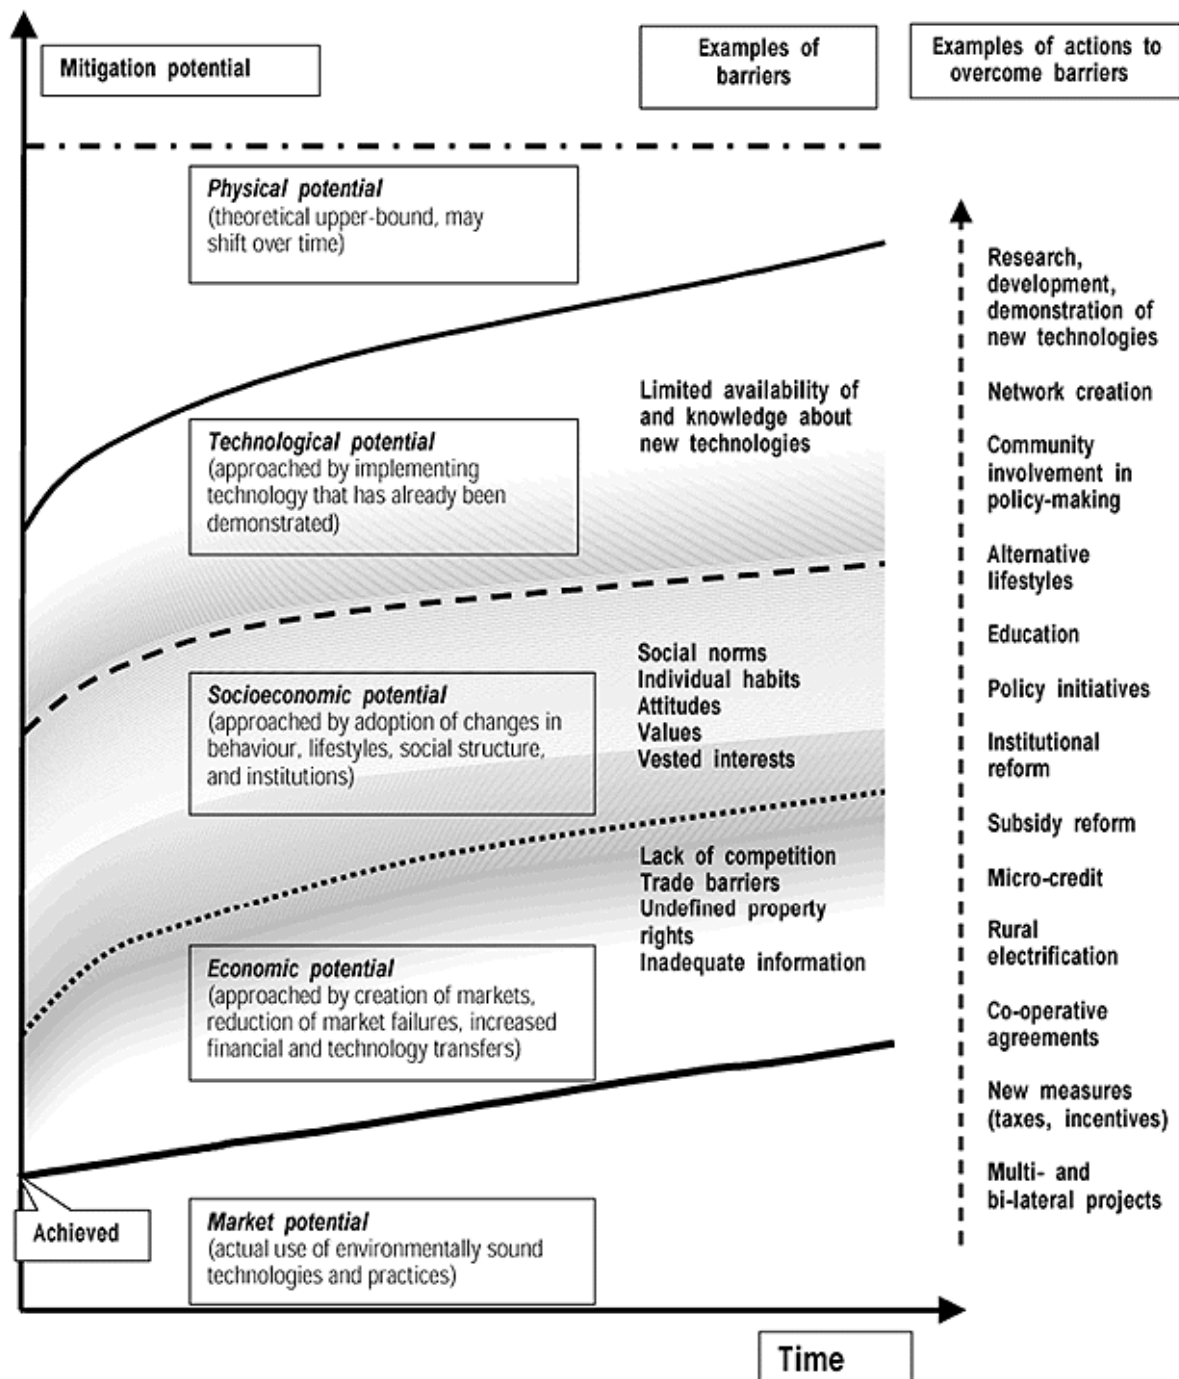 Mitigation potential
Examples of
barriers
Examples of actions to
overcome barriers
Physical potential
(theoretical upper-bound, may
shift over time)
Technological potential
(approached by implementing
technology that has already been
demonstrated)
Socioeconomic potential
(approached by adoption of changes in
behaviour, lifestyles, social structure,
and institutions)
Economic potential
(approached by creation of markets,
reduction of market failures, increased
financial and technology transfers)
Market potential
(actual use of environmentally sound
technologies and practices)
Achieved
Limited availability of
and knowledge about
new technologies
Social norms
Individual habits
Attitudes
Values
Vested interests
Lack of competition
Trade barriers
Undefined property
rights
Inadequate information
Research,
development,
demonstration of
new technologies
Network creation
Community
involvement in
policy-making
Alternative
lifestyles
Education
Policy initiatives
Institutional
reform
Subsidy reform
Micro-credit
Rural
electrification
Co-operative
agreements
New measures
(taxes, incentives)
Multi- and
bi-lateral projects
Time